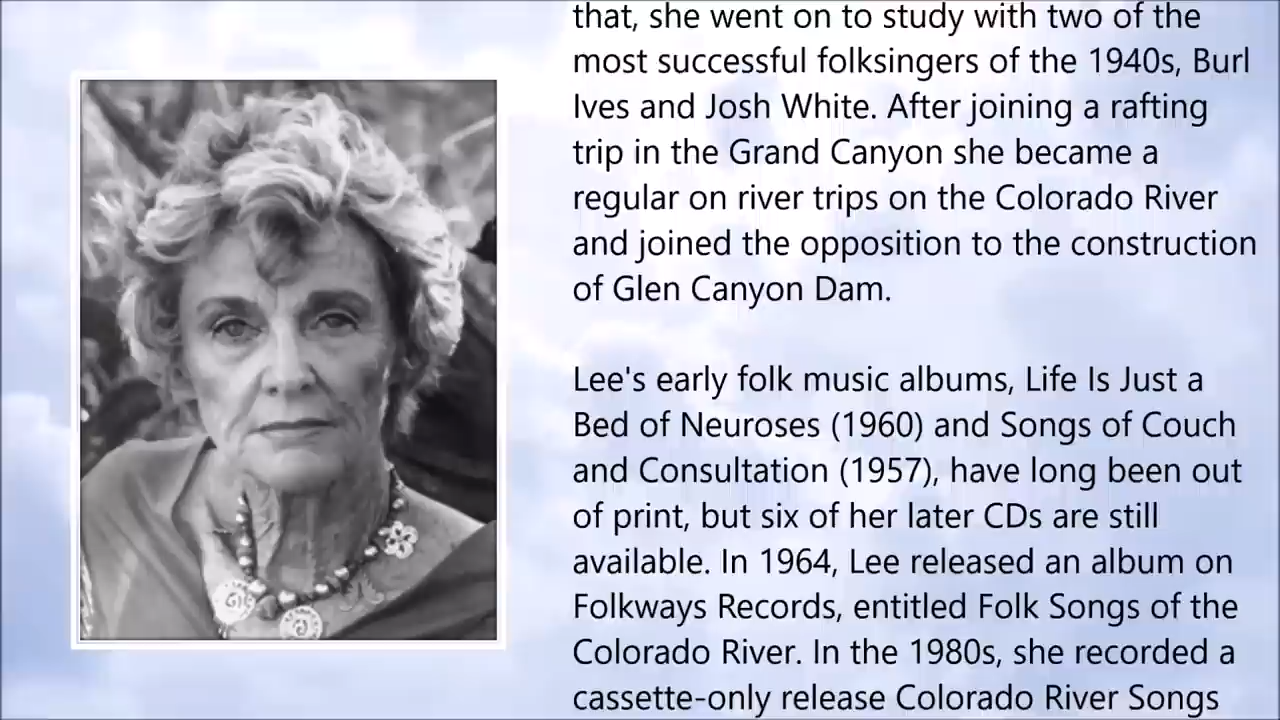 that, she went on to study with two of the
most successful folksingers of the 1940s, Burl
Ives and Josh White. After joining a rafting
trip in the Grand Canyon she became a
regular on river trips on the Colorado River
and joined the opposition to the construction
of Glen Canyon Dam.
Lee's early folk music albums, Life Is Just a
Bed of Neuroses (1960) and Songs of Couch
and Consultation (1957), have long been out
of print, but six of her later CDs are still
available. In 1964, Lee released an album on
Folkways Records, entitled Folk Songs of the
Colorado River. In the 1980s, she recorded a
cassette-only release Colorado River Songs